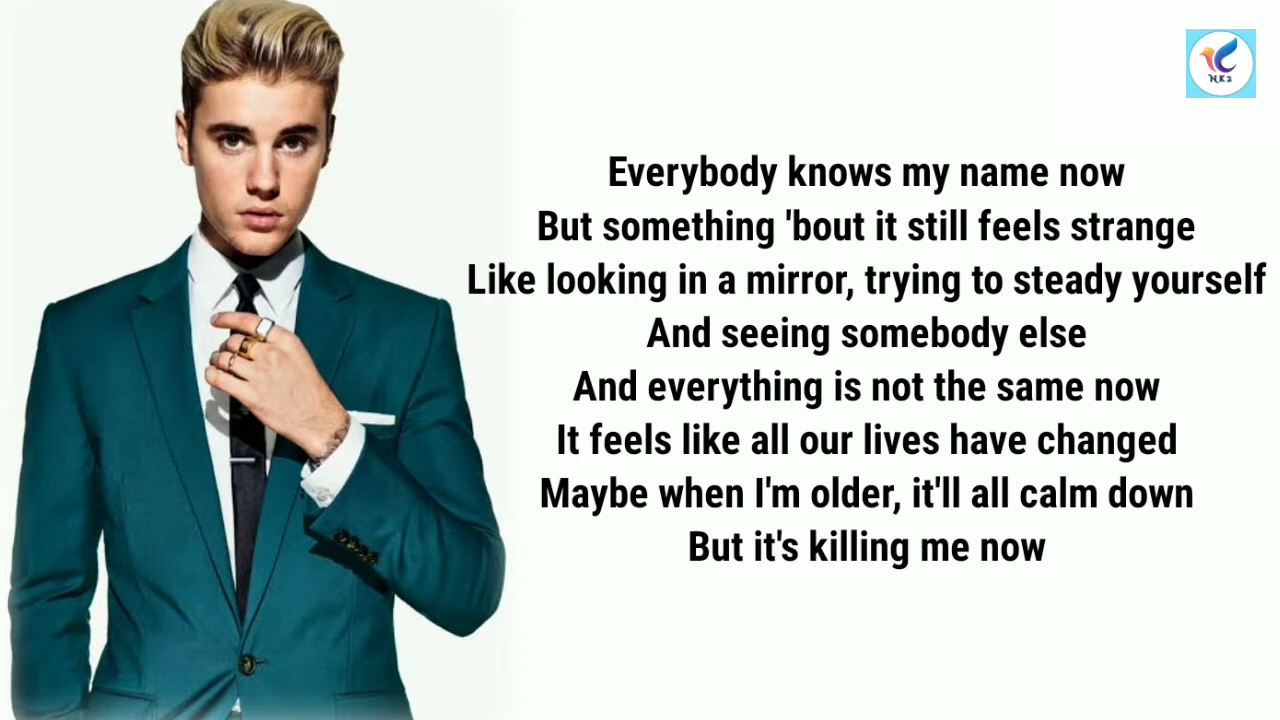 NK2
Everybody knows my name now
But something 'bout it still feels strange
Like looking in a mirror, trying to steady yourself
And seeing somebody else
And everything is not the same now
It feels like all our lives have changed
Maybe when I'm older, it'll all calm down
But it's killing me now